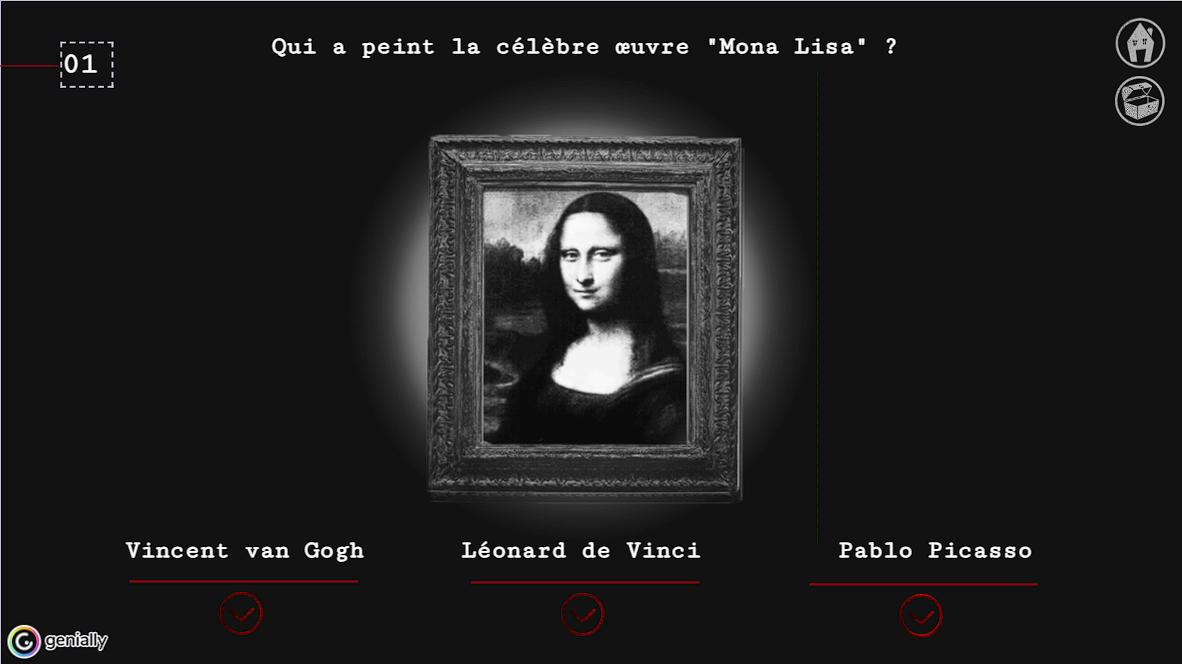 01
Qui a peint la célèbre œuvre "Mona Lisa" ?
Vincent van Gogh
Léonard de Vinci
Pablo Picasso
genially